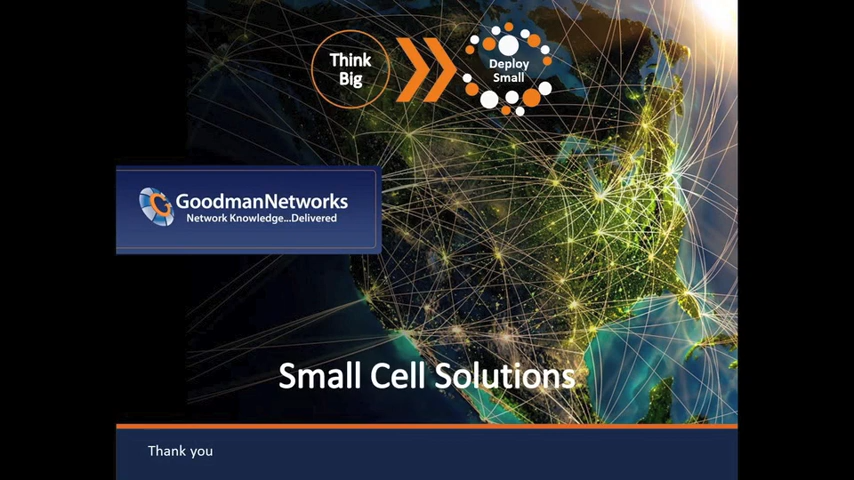 Think
Big
Deploy
Small
GoodmanNetworks
Network Knowledge...Delivered
Small Cell Solutions
Thank you